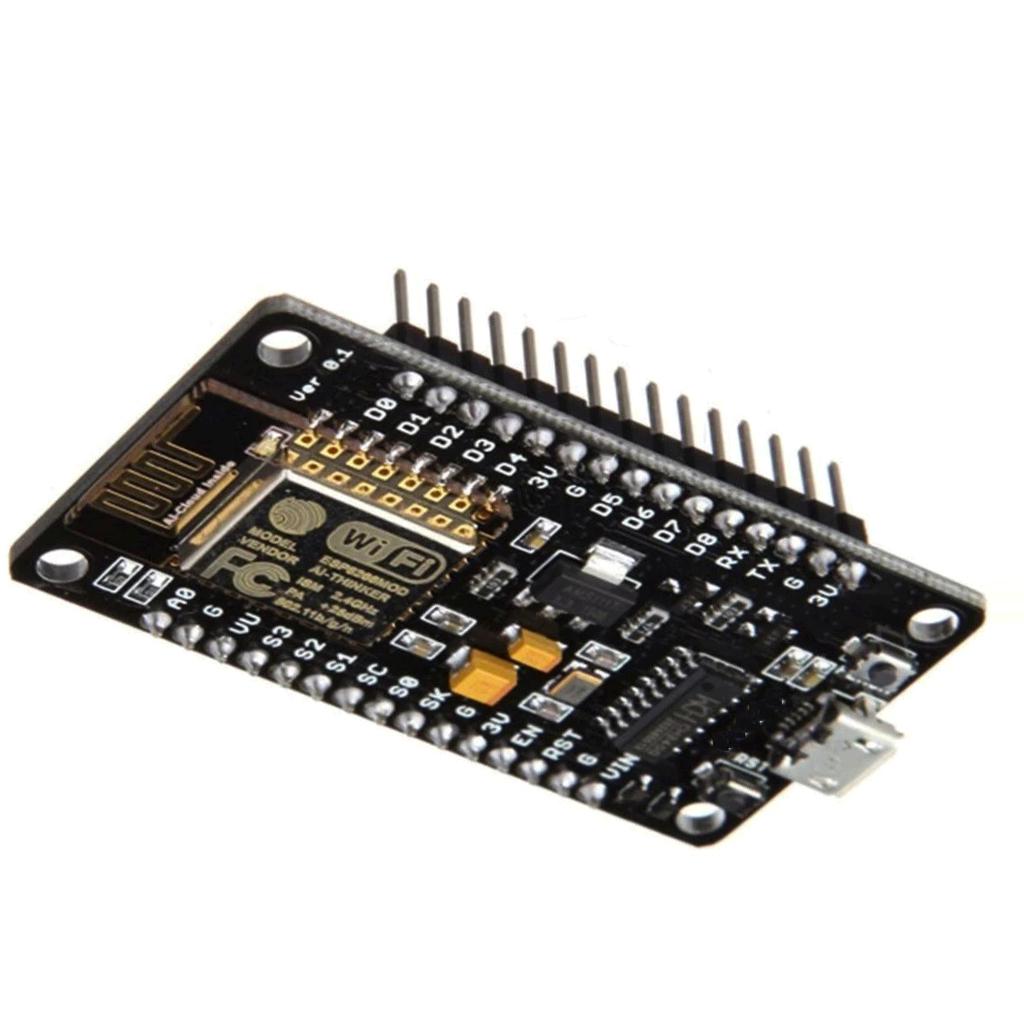 Ver 0.1
D0
D1
D2
D3
D4
3V
G
D5
D6
D7
D8
RX
TX
G
3V
AI-Cloud Inside
MODEL
VENDOR
WiFi
ESP8266MOD
AI-THINKER
ISM 2.4GHz
PA +25dBm
802.11b/g/n
FC
A0
G
VU
S3
S2
S1
SC
S0
SK
G
3V
EN
RST
G
VIN
RST